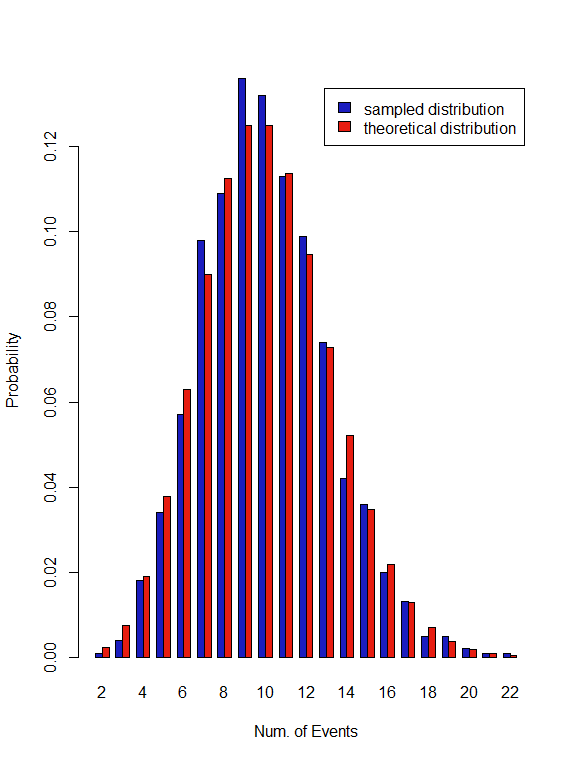 sampled distribution
theoretical distribution
0.12
0.10
0.08
0.06
0.04
0.02
0.00
Probability
2 4 6 8 10 12 14 16 18 20 22
Num. of Events